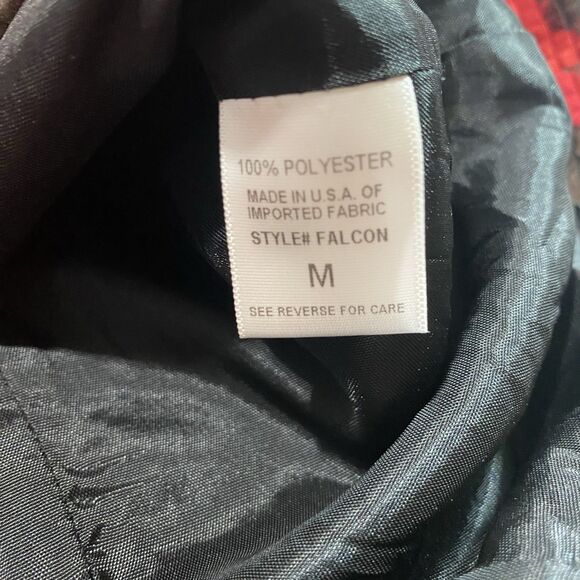 100% POLYESTER
MADE IN U.S.A. OF
IMPORTED FABRIC
STYLE# FALCON
M
SEE REVERSE FOR CARE